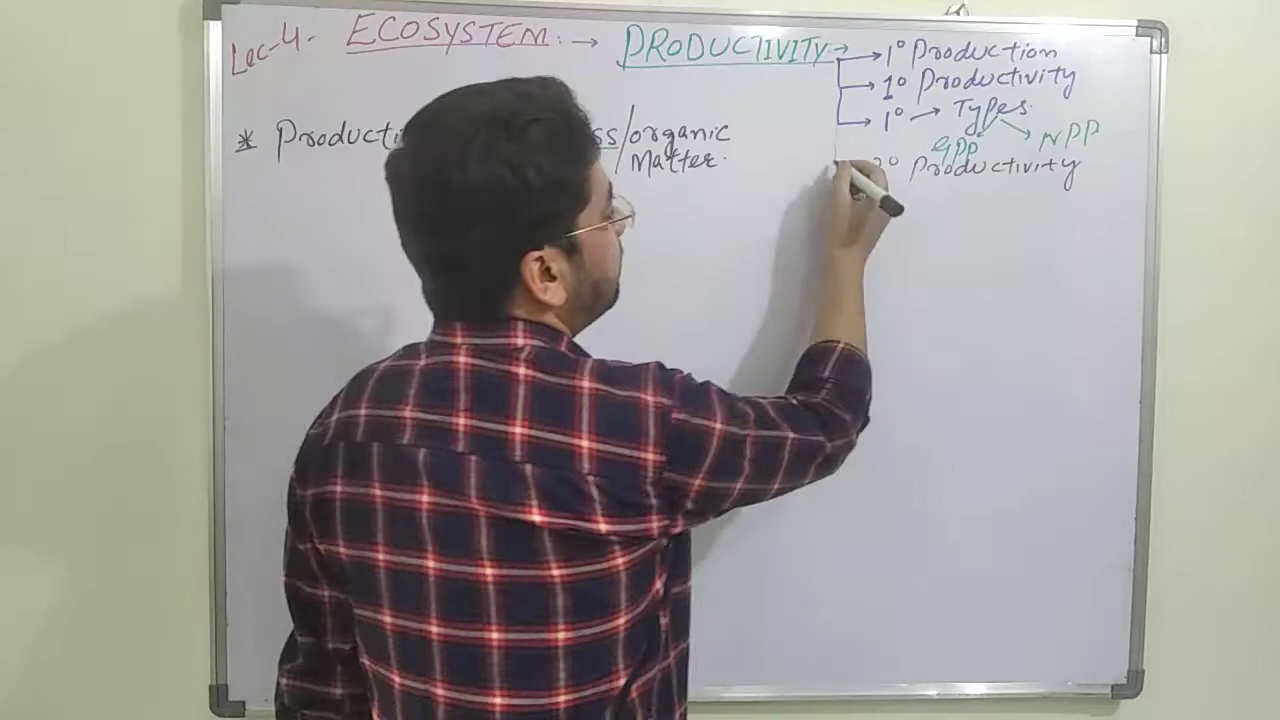 Lec-4. ECOSYSTEM :→ PRODUCTIVITY:→
1° Production
1° Productivity
1° → Types.
GPP NPP
2° Productivity
* Producti ss/organic
Matter.